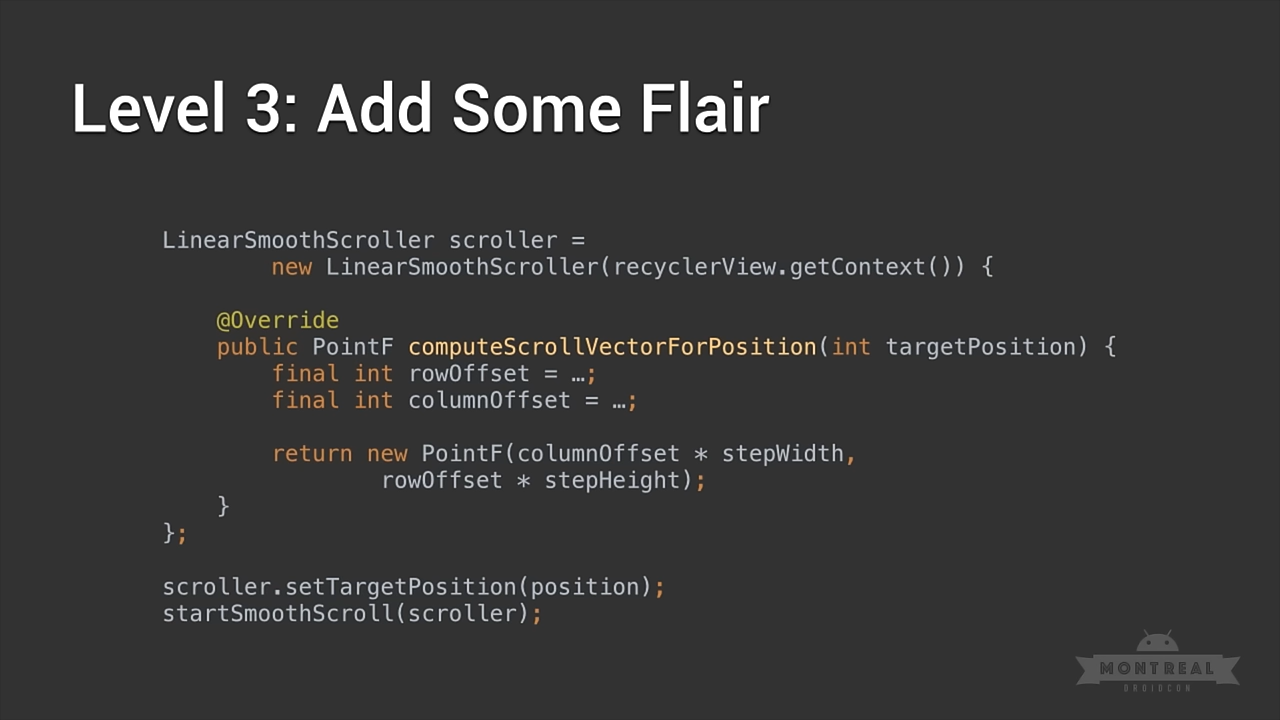 Level 3: Add Some Flair
LinearSmoothScroller scroller =
new LinearSmoothScroller(recyclerView.getContext()) {
@Override
public PointF computeScrollVectorForPosition(int targetPosition) {
final int rowOffset = …;
final int columnOffset = …;
return new PointF(columnOffset * stepWidth,
rowOffset * stepHeight);
}
};
scroller.setTargetPosition(position);
startSmoothScroll(scroller);
MONTREAL
DROIDCON